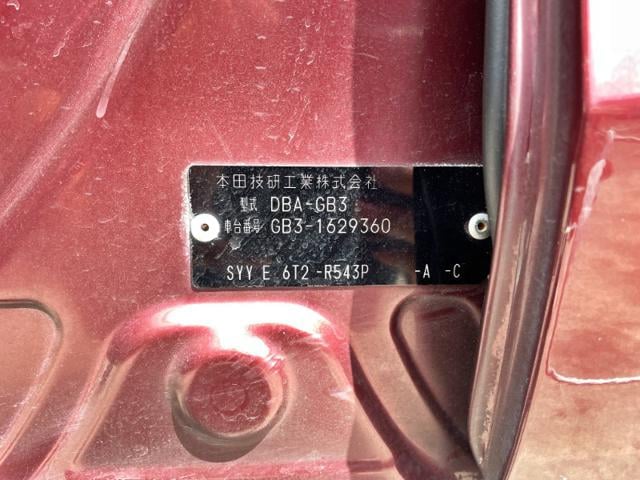 本田技研工業株式会社
型式 DBA-GB3
車台番号 GB3-1629360
SYY E 6T2 -R543P -A -C